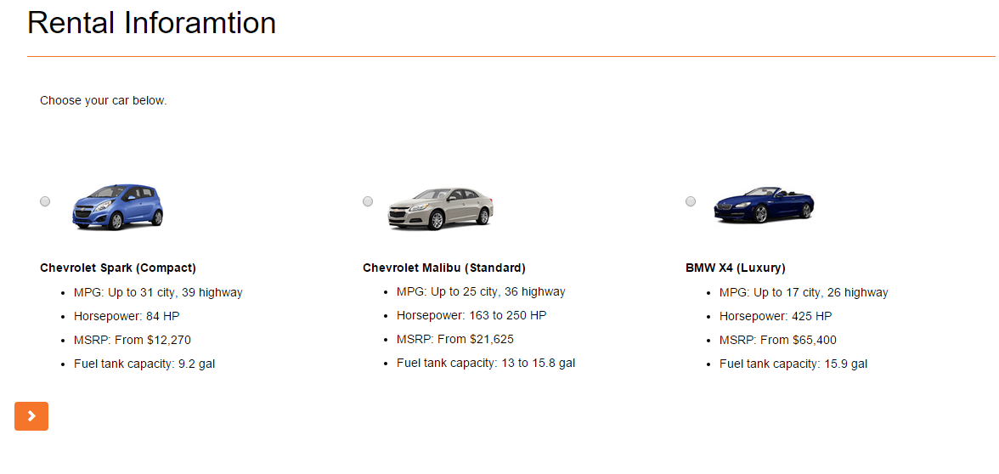 Rental Inforamtion
Choose your car below.
Chevrolet Spark (Compact)
• MPG: Up to 31 city, 39 highway
• Horsepower: 84 HP
• MSRP: From $12,270
• Fuel tank capacity: 9.2 gal
Chevrolet Malibu (Standard)
• MPG: Up to 25 city, 36 highway
• Horsepower: 163 to 250 HP
• MSRP: From $21,625
• Fuel tank capacity: 13 to 15.8 gal
BMW X4 (Luxury)
• MPG: Up to 17 city, 26 highway
• Horsepower: 425 HP
• MSRP: From $65,400
• Fuel tank capacity: 15.9 gal